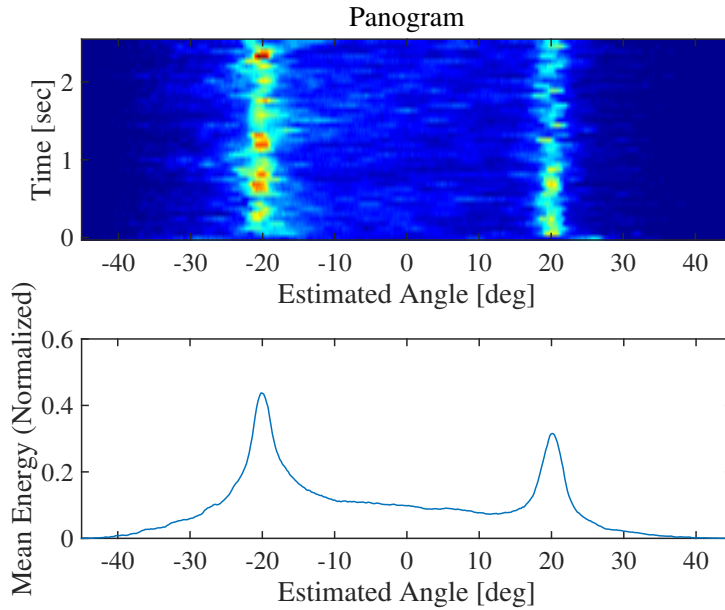 Panogram
Time [sec]
2
1
0
-40 -30 -20 -10 0 10 20 30 40
Estimated Angle [deg]
Mean Energy (Normalized)
0.6
0.4
0.2
0
-40 -30 -20 -10 0 10 20 30 40
Estimated Angle [deg]